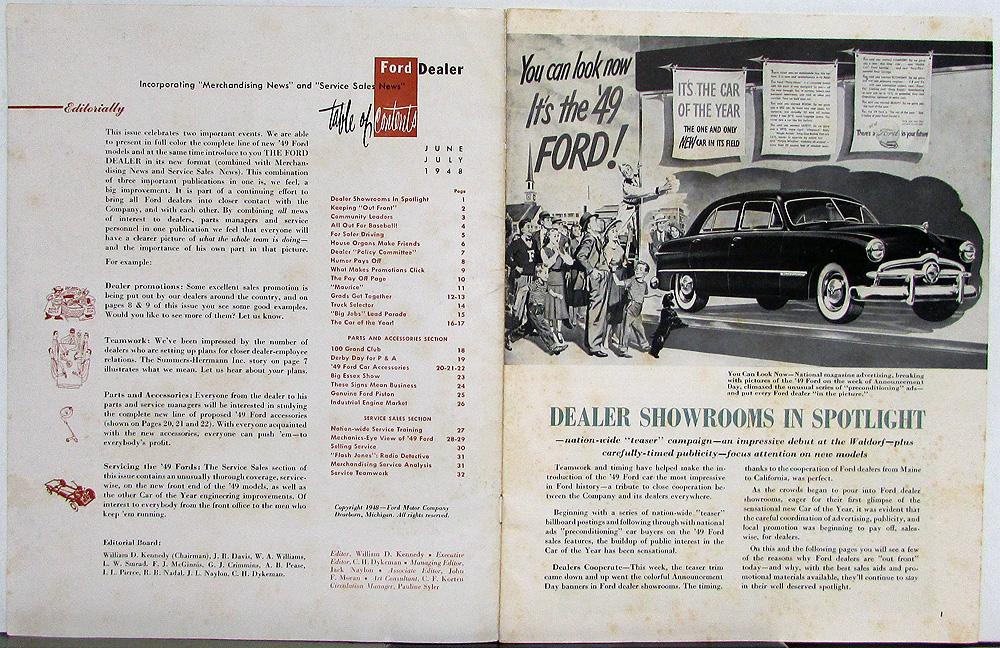 Ford Dealer
Incorporating "Merchandising News" and "Service Sales News"
Editorially
table of Contents
JUNE
JULY
1948
This issue celebrates two important events. We are able
to present in full color the complete line of new '49 Ford
models and at the same time introduce to you THE FORD
DEALER in its new format (combined with Merchan-
dising News and Service Sales News). This combination
of three important publications in one is, we feel, a
big improvement. It is part of a continuing effort to
bring all Ford dealers into closer contact with the
Company, and with each other. By combining all news
of interest to dealers, parts managers and service
personnel in one publication we feel that everyone will
have a clearer picture of what the whole team is doing—
and the importance of his own part in that picture.
For example:
Dealer promotions: Some excellent sales promotion is
being put out by our dealers around the country, and on
pages 8 & 9 of this issue you see some good examples.
Would you like to see more of them? Let us know.
Teamwork: We've been impressed by the number of
dealers who are setting up plans for closer dealer-employee
relations. The Summers-Herrmann Inc. story on page 7
illustrates what we mean. Let us hear about your plans.
Parts and Accessories: Everyone from the dealer to his
parts and service managers will be interested in studying
the complete new line of proposed '49 Ford accessories
(shown on Pages 20, 21 and 22). With everyone acquainted
with the new accessories, everyone can push 'em—to
everybody's profit.
Servicing the '49 Fords: The Service Sales section of
this issue contains an unusually thorough coverage, service-
wise, on the new front end of the '49 models, as well as
the other Car of the Year engineering improvements. Of
interest to everybody from the front office to the men who
keep 'em running.
Editorial Board:
William D. Kennedy (Chairman), J. R. Davis, W. A. Williams,
L. W. Smead, F. J. McGinnis, G. J. Crimmins, A. B. Pease,
I. L. Pierce, R. B. Nadal, J. L. Naylon, C. H. Dykeman.
Page
Dealer Showrooms In Spotlight 1
Keeping "Out Front" 2
Community Leaders 3
All Out For Baseball! 4
For Safer Driving 5
House Organs Make Friends 6
Dealer "Policy Committee" 7
Humor Pays Off 8
What Makes Promotions Click 9
The Pay Off Page 10
"Maurice" 11
Grads Get Together 12-13
Truck Selector 14
"Big Jobs" Lead Parade 15
The Car of the Year! 16-17
PARTS AND ACCESSORIES SECTION
100 Grand Club 18
Derby Day for P & A 19
'49 Ford Car Accessories 20-21-22
Big Essex Show 23
These Signs Mean Business 24
Genuine Ford Piston 25
Industrial Engine Market 26
SERVICE SALES SECTION
Nation-wide Service Training 27
Mechanics-Eye View of '49 Ford 28-29
Selling Service 30
"Flash Jones": Radio Detective 31
Merchandising Service Analysis 31
Service Teamwork 32
Copyright 1948—Ford Motor Company
Dearborn, Michigan. All rights reserved.
Editor, William D. Kennedy • Executive
Editor, C. H. Dykeman • Managing Editor,
Jack Naylon • Associate Editor, John
F. Moran • Art Consultant, C. F. Korten
Circulation Manager, Pauline Syler
You can look now
It's the '49
FORD!
IT'S THE CAR
OF THE YEAR
THE ONE AND ONLY
NEW CAR IN ITS FIELD
There's a Ford in your future
You Can Look Now—National magazine advertising, breaking
with pictures of the '49 Ford on the week of Announcement
Day, climaxed the unusual series of "preconditioning" ads—
and put every Ford dealer "in the picture."
DEALER SHOWROOMS IN SPOTLIGHT
—nation-wide "teaser" campaign—an impressive debut at the Waldorf—plus
carefully-timed publicity—focus attention on new models
Teamwork and timing have helped make the in-
troduction of the '49 Ford car the most impressive
in Ford history—a tribute to close cooperation be-
tween the Company and its dealers everywhere.
Beginning with a series of nation-wide "teaser"
billboard postings and following through with national
ads "preconditioning" car buyers on the '49 Ford
sales features, the buildup of public interest in the
Car of the Year has been sensational.
Dealers Cooperate—This week, the teaser trim
came down and up went the colorful Announcement
Day banners in Ford dealer showrooms. The timing,
thanks to the cooperation of Ford dealers from Maine
to California, was perfect.
As the crowds began to pour into Ford dealer
showrooms, eager for their first glimpse of the
sensational new Car of the Year, it was evident that
the careful coordination of advertising, publicity, and
local promotion was beginning to pay off, sales-
wise, for dealers.
On this and the following pages you will see a few
of the reasons why Ford dealers are "out front"
today—and why, with the best sales aids and pro-
motional materials available, they'll continue to stay
in their well deserved spotlight.
1